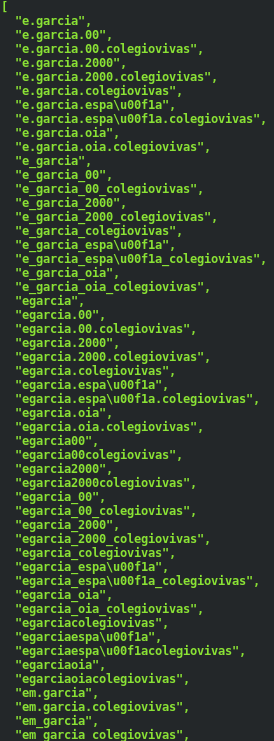 [
"e.garcia",
"e.garcia.00",
"e.garcia.00.colegiovivas",
"e.garcia.2000",
"e.garcia.2000.colegiovivas",
"e.garcia.colegiovivas",
"e.garcia.espa\u00f1a",
"e.garcia.espa\u00f1a.colegiovivas",
"e.garcia.oia",
"e.garcia.oia.colegiovivas",
"e_garcia",
"e_garcia_00",
"e_garcia_00_colegiovivas",
"e_garcia_2000",
"e_garcia_2000_colegiovivas",
"e_garcia_colegiovivas",
"e_garcia_espa\u00f1a",
"e_garcia_espa\u00f1a_colegiovivas",
"e_garcia_oia",
"e_garcia_oia_colegiovivas",
"egarcia",
"egarcia.00",
"egarcia.00.colegiovivas",
"egarcia.2000",
"egarcia.2000.colegiovivas",
"egarcia.colegiovivas",
"egarcia.espa\u00f1a",
"egarcia.espa\u00f1a.colegiovivas",
"egarcia.oia",
"egarcia.oia.colegiovivas",
"egarcia00",
"egarcia00colegiovivas",
"egarcia2000",
"egarcia2000colegiovivas",
"egarcia_00",
"egarcia_00_colegiovivas",
"egarcia_2000",
"egarcia_2000_colegiovivas",
"egarcia_colegiovivas",
"egarcia_espa\u00f1a",
"egarcia_espa\u00f1a_colegiovivas",
"egarcia_oia",
"egarcia_oia_colegiovivas",
"egarciacolegiovivas",
"egarciaespa\u00f1a",
"egarciaespa\u00f1acolegiovivas",
"egarciaoia",
"egarciaoiacolegiovivas",
"em.garcia",
"em.garcia.colegiovivas",
"em_garcia",
"em_garcia_colegiovivas",